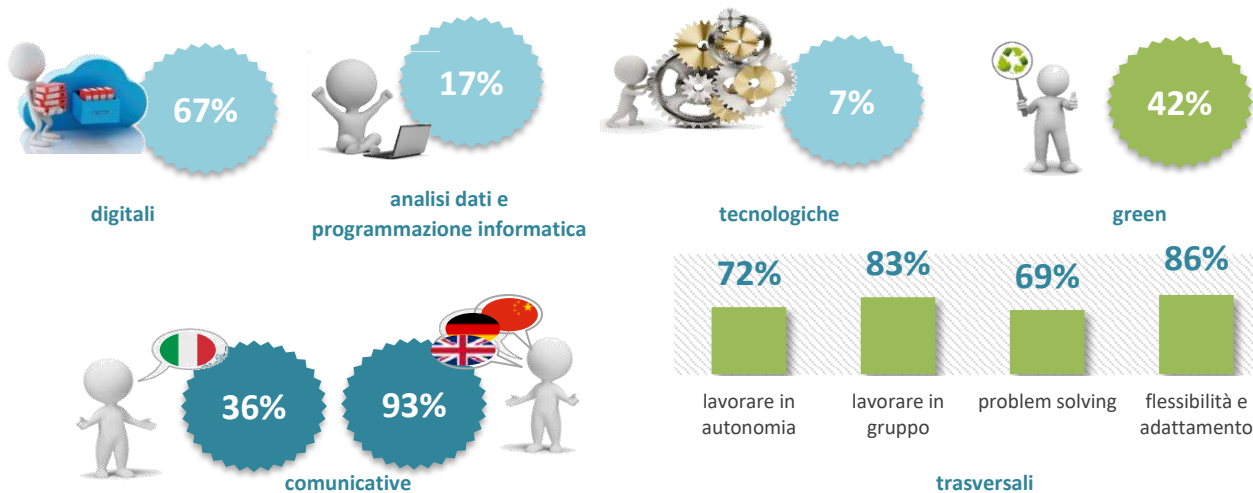 67%
17%
7%
42%
digitali
analisi dati e
programmazione informatica
tecnologiche
green
36%
93%
comunicative
72%
83%
69%
86%
lavorare in
autonomia
lavorare in
gruppo
problem solving
flessibilità e
adattamento
trasversali